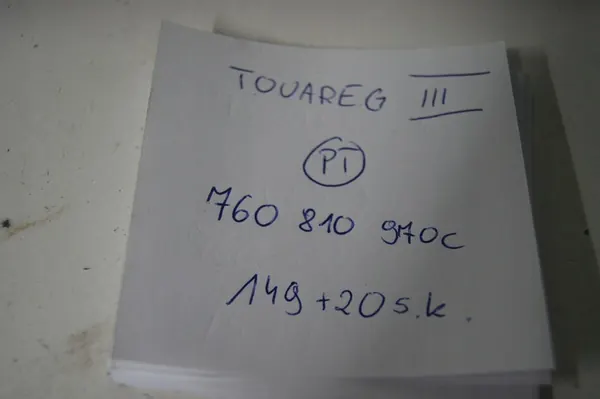 TOUAREG III
PT
760 810 970C
149 + 20 s.k.